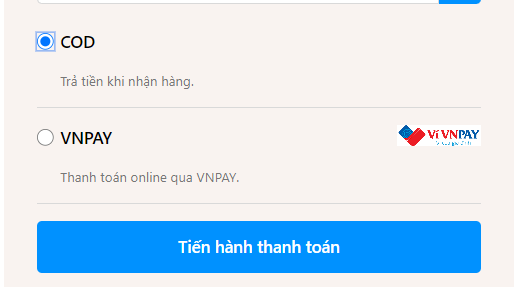 COD
Trả tiền khi nhận hàng.
VNPAY
Ví VNPAY
Thanh toán online qua VNPAY.
Tiến hành thanh toán